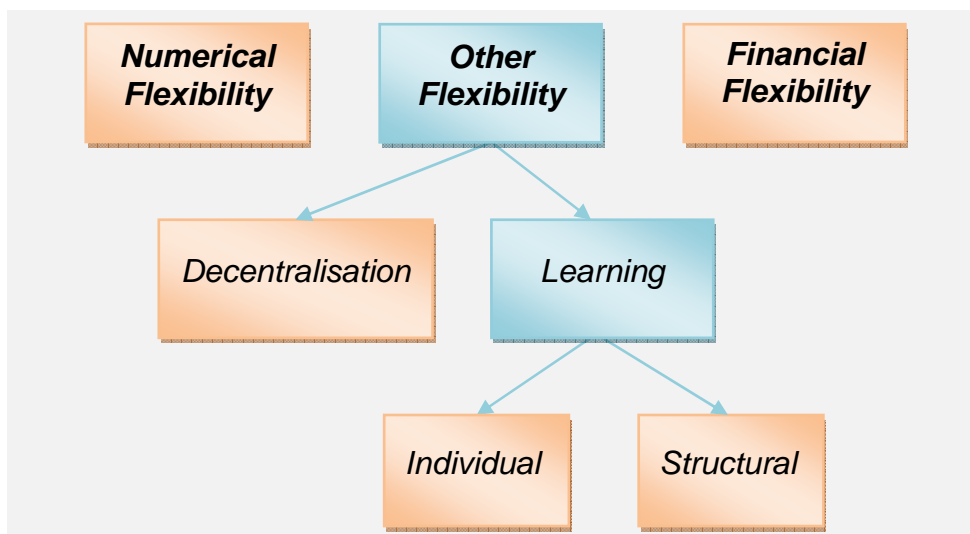 Numerical
Flexibility
Other
Flexibility
Financial
Flexibility
Decentralisation
Learning
Individual
Structural